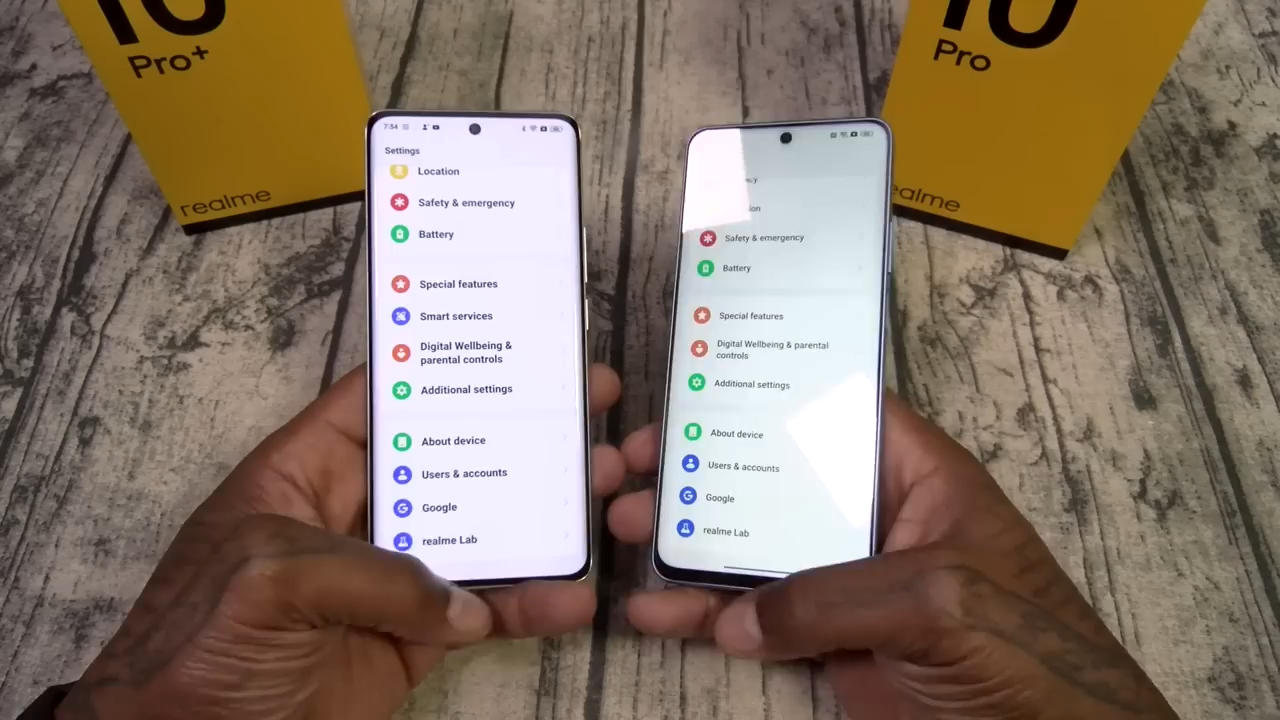 10
Pro+
realme
10
Pro
realme
7:54
Settings
Location
Safety & emergency
Battery
Special features
Smart services
Digital Wellbeing &
parental controls
Additional settings
About device
Users & accounts
Google
realme Lab
Safety & emergency
Battery
Special features
Digital Wellbeing & parental
controls
Additional settings
About device
Users & accounts
Google
realme Lab